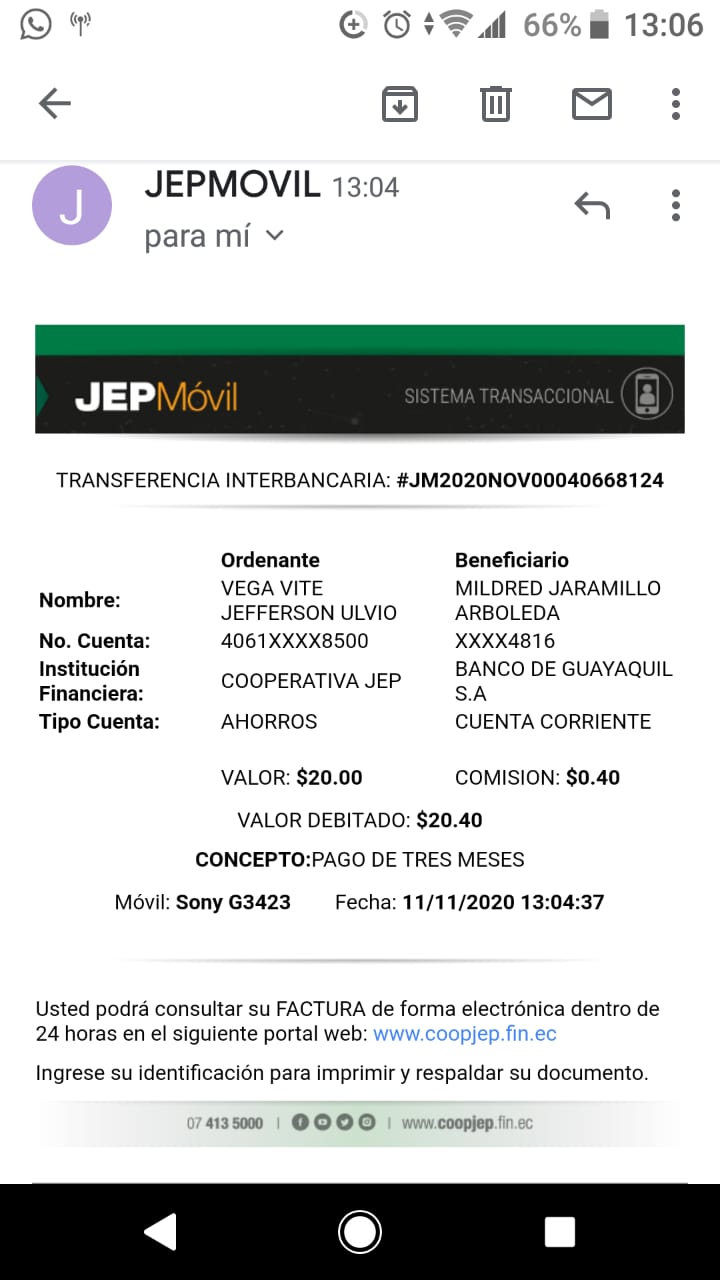 66% 13:06
JEPMOVIL 13:04
J
para mí
JEPMóvil SISTEMA TRANSACCIONAL
TRANSFERENCIA INTERBANCARIA: #JM2020NOV00040668124
Ordenante Beneficiario
Nombre: VEGA VITE JEFFERSON ULVIO MILDRED JARAMILLO ARBOLEDA
No. Cuenta: 4061XXXX8500 XXXX4816
Institución Financiera: COOPERATIVA JEP BANCO DE GUAYAQUIL S.A
Tipo Cuenta: AHORROS CUENTA CORRIENTE
VALOR: $20.00 COMISION: $0.40
VALOR DEBITADO: $20.40
CONCEPTO:PAGO DE TRES MESES
Móvil: Sony G3423 Fecha: 11/11/2020 13:04:37
Usted podrá consultar su FACTURA de forma electrónica dentro de
24 horas en el siguiente portal web: www.coopjep.fin.ec
Ingrese su identificación para imprimir y respaldar su documento.
07 413 5000 | | www.coopjep.fin.ec